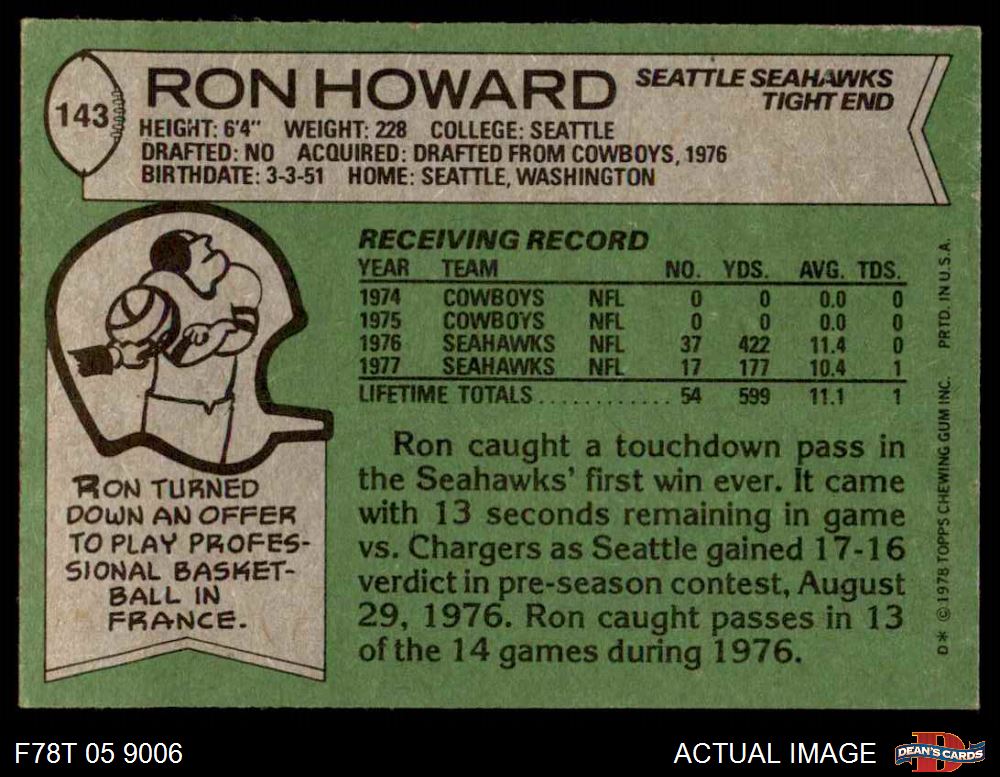 143
RON HOWARD
SEATTLE SEAHAWKS
TIGHT END
HEIGHT: 6'4" WEIGHT: 228 COLLEGE: SEATTLE
DRAFTED: NO ACQUIRED: DRAFTED FROM COWBOYS, 1976
BIRTHDATE: 3-3-51 HOME: SEATTLE, WASHINGTON
RECEIVING RECORD
YEAR TEAM NO. YDS. AVG. TDS.
1974 COWBOYS NFL 0 0 0.0 0
1975 COWBOYS NFL 0 0 0.0 0
1976 SEAHAWKS NFL 37 422 11.4 0
1977 SEAHAWKS NFL 17 177 10.4 1
LIFETIME TOTALS............ 54 599 11.1 1
Ron caught a touchdown pass in
the Seahawks' first win ever. It came
with 13 seconds remaining in game
vs. Chargers as Seattle gained 17-16
verdict in pre-season contest, August
29, 1976. Ron caught passes in 13
of the 14 games during 1976.
RON TURNED
DOWN AN OFFER
TO PLAY PROFES-
SIONAL BASKET-
BALL IN
FRANCE.
D* © 1978 TOPPS CHEWING GUM INC. PRTD. IN U.S.A.
F78T 05 9006
ACTUAL IMAGE
D
DEAN'S CARDS